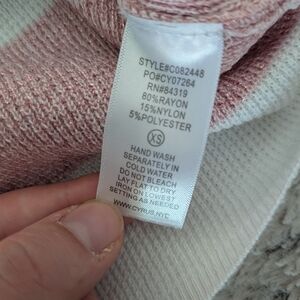 STYLE#C082448
PO#CY07264
RN#84319
80%RAYON
15%NYLON
5%POLYESTER
XS
HAND WASH
SEPARATELY IN
COLD WATER
DO NOT BLEACH
LAY FLAT TO DRY
IRON ON LOWEST
SETTING AS NEEDED
WWW.CYRUS.NYC